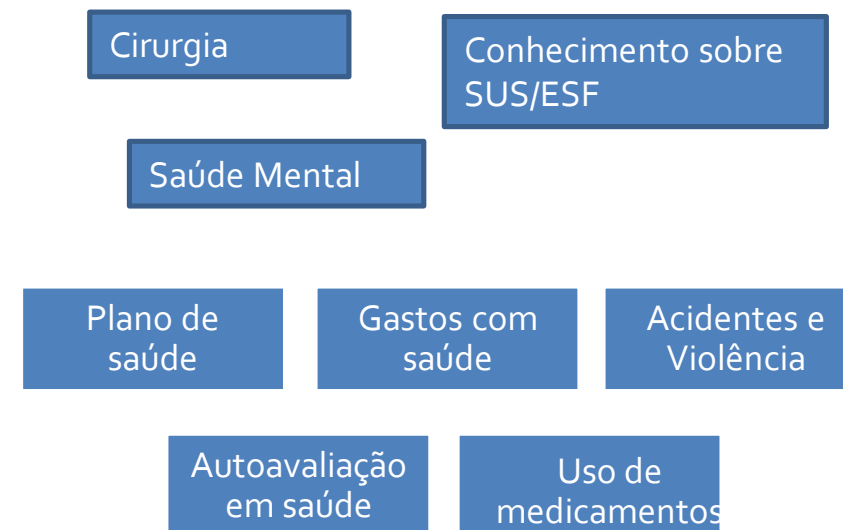 Cirurgia
Conhecimento sobre
SUS/ESF
Saúde Mental
Plano de
saúde
Gastos com
saúde
Acidentes e
Violência
Autoavaliação
em saúde
Uso de
medicamentos